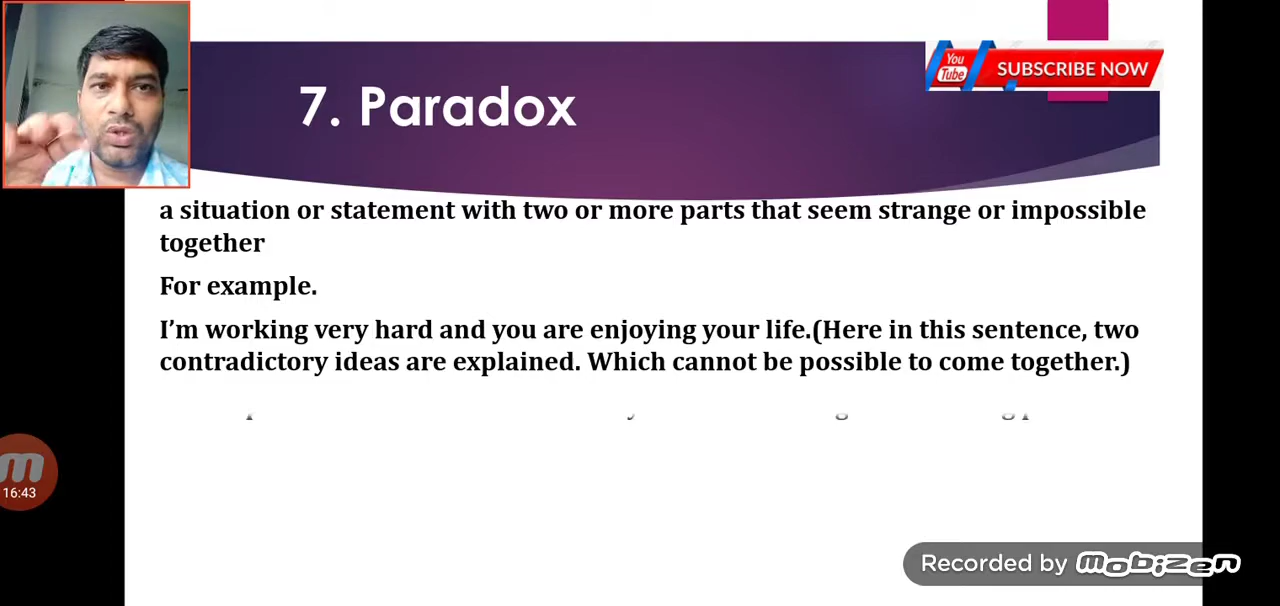 You
Tube
SUBSCRIBE NOW
7. Paradox
a situation or statement with two or more parts that seem strange or impossible
together
For example.
I'm working very hard and you are enjoying your life.(Here in this sentence, two
contradictory ideas are explained. Which cannot be possible to come together.)
m
16:43
Recorded by Mobizen